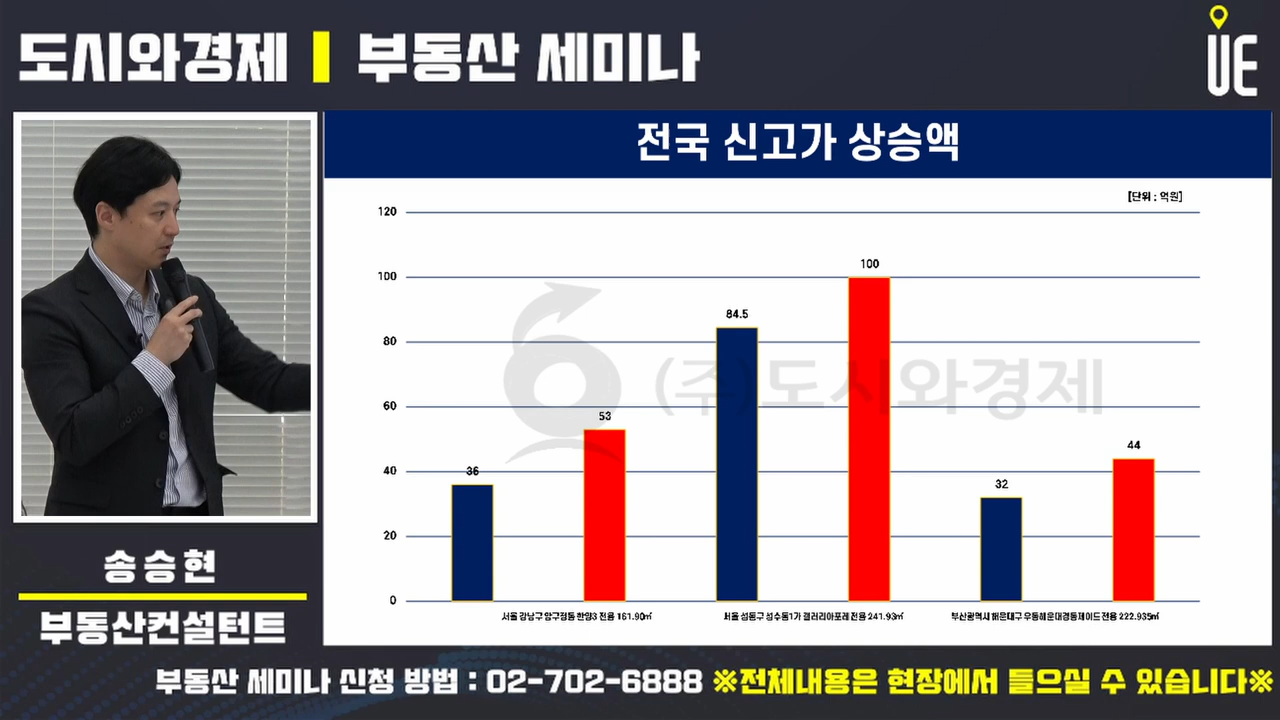 도시와경제 부동산 세미나
UE
전국 신고가 상승액
[단위 : 억원]
120
100
80
60
40
20
0
36
53
84.5
100
32
44
(주)도시와경제
서울 강남구 압구정동 한양3 전용 161.90㎡
서울 성동구 성수동1가 갤러리아포레 전용 241.93㎡
부산광역시 해운대구 우동해운대경동제이드 전용 222.935㎡
송승현
부동산컨설턴트
부동산 세미나 신청 방법 : 02-702-6888 ※전체내용은 현장에서 들으실 수 있습니다※